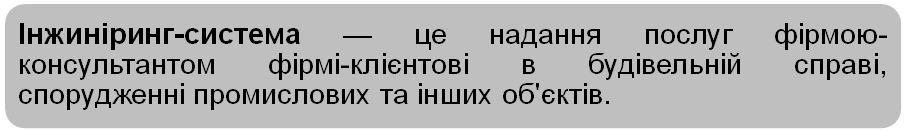 Інжиніринг-система — це надання послуг фірмою-
консультантом фірмі-клієнтові в будівельній справі,
спорудженні промислових та інших об'єктів.